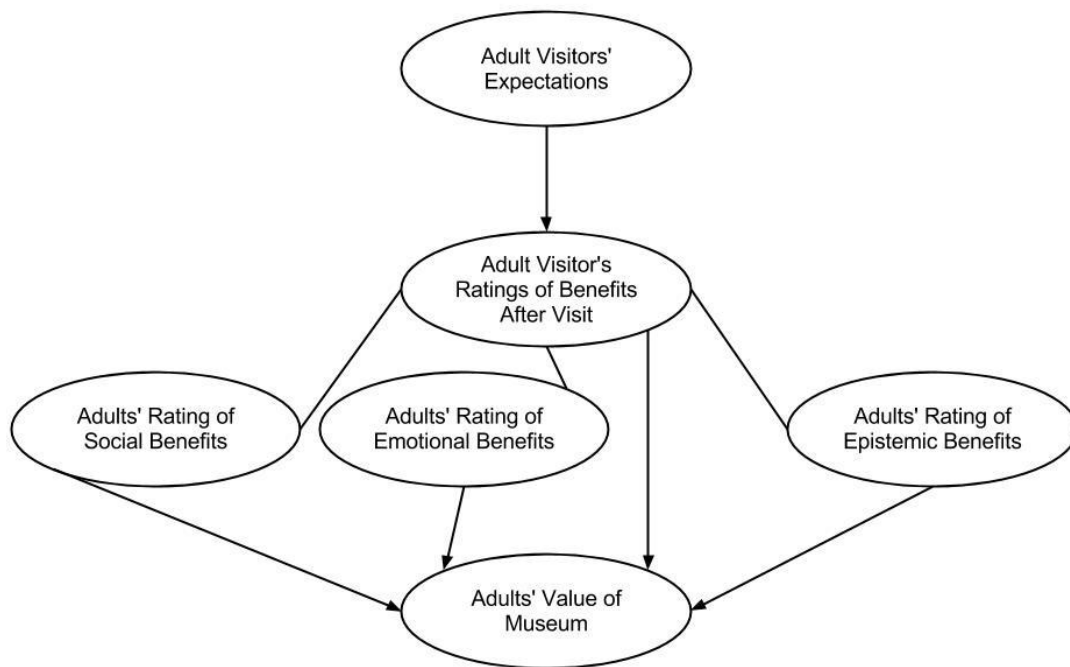 Adult Visitors'
Expectations
Adult Visitor's
Ratings of Benefits
After Visit
Adults' Rating of
Social Benefits
Adults' Rating of
Emotional Benefits
Adults' Rating of
Epistemic Benefits
Adults' Value of
Museum